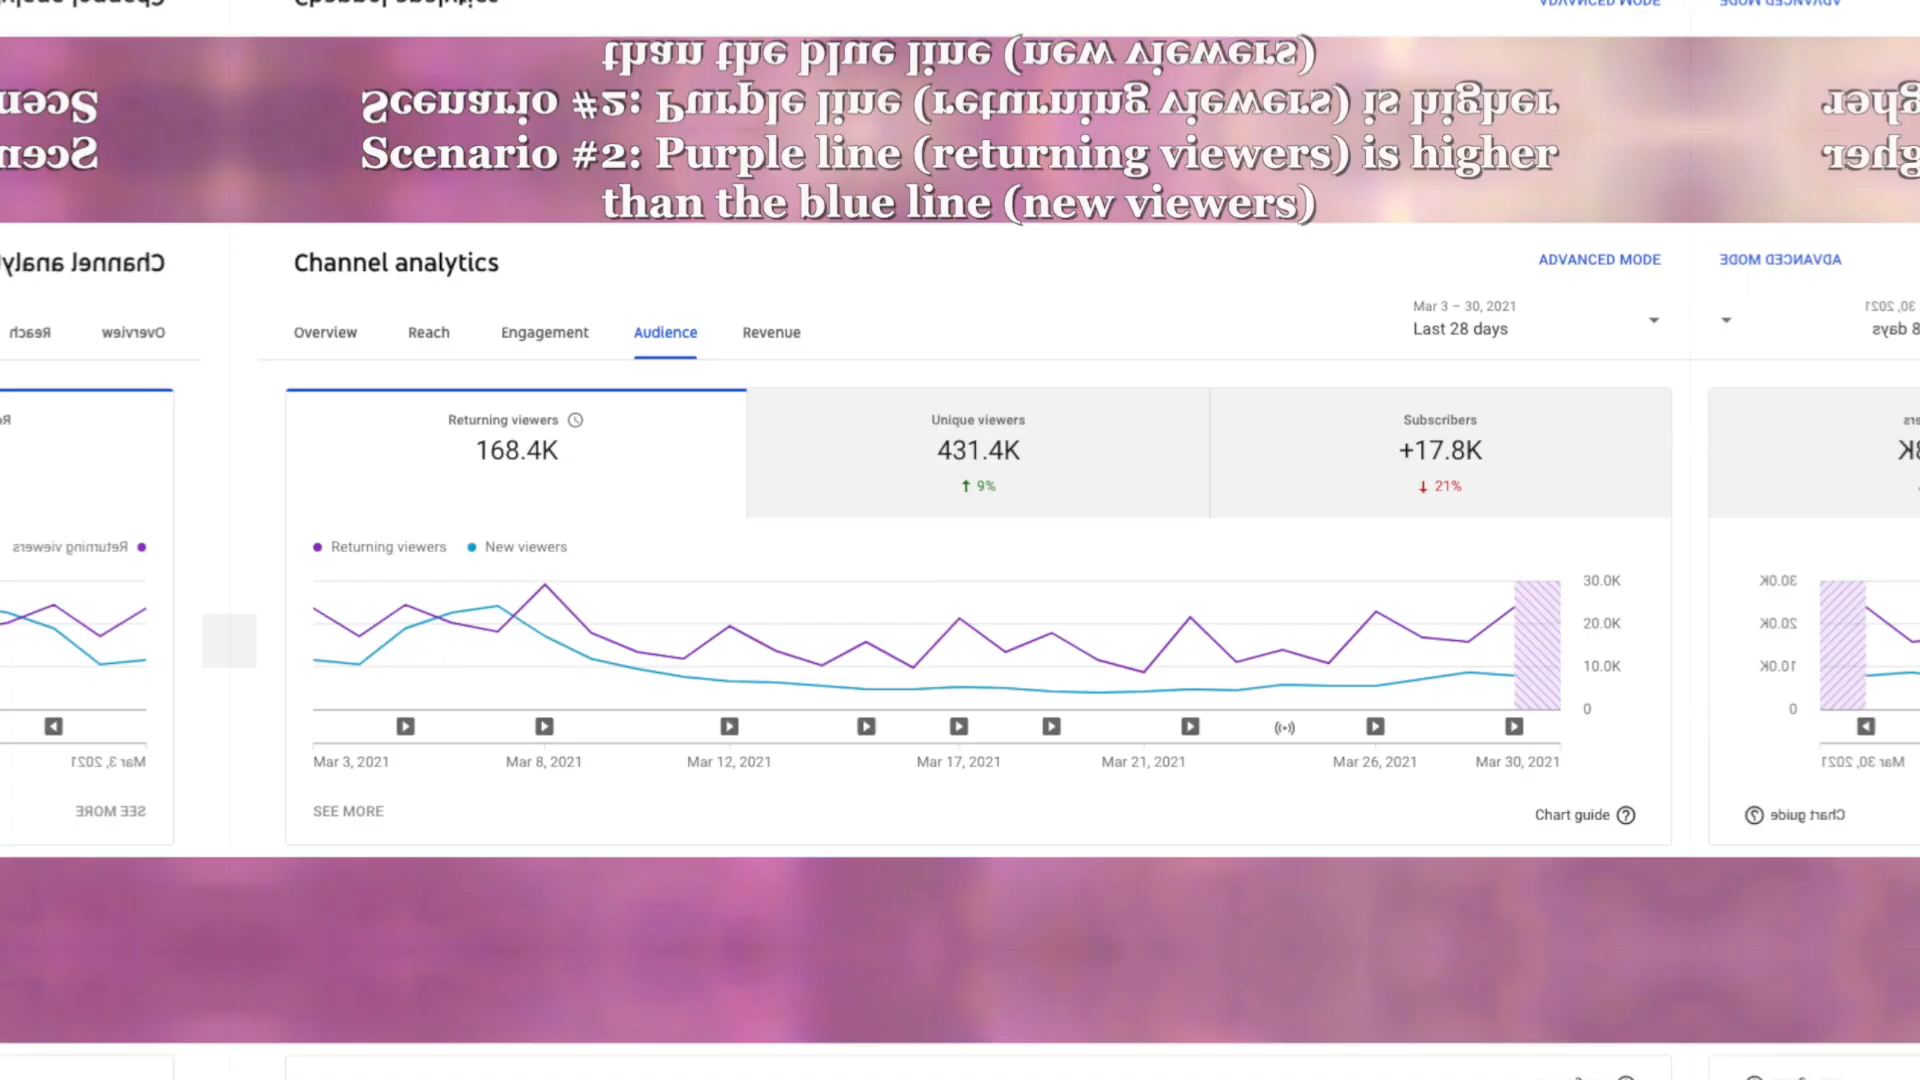 Scenario #2: Purple line (returning viewers) is higher
than the blue line (new viewers)
Channel analytics
ADVANCED MODE
Overview
Reach
Engagement
Audience
Revenue
Mar 3 – 30, 2021
Last 28 days
Returning viewers
168.4K
Unique viewers
431.4K
9%
Subscribers
+17.8K
21%
Returning viewers
New viewers
30.0K
20.0K
10.0K
0
Mar 3, 2021
Mar 8, 2021
Mar 12, 2021
Mar 17, 2021
Mar 21, 2021
Mar 26, 2021
Mar 30, 2021
SEE MORE
Chart guide